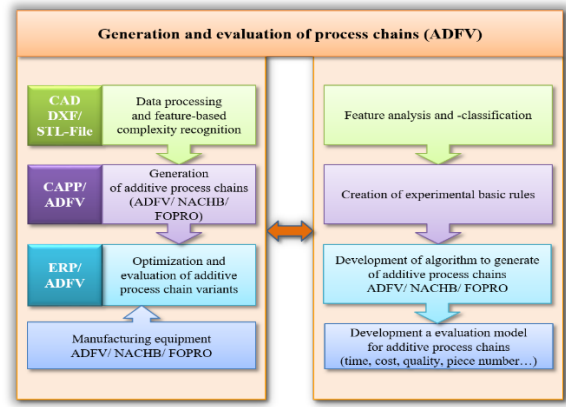 Generation and evaluation of process chains (ADFV)
CAD
DXF/
STL-File
Data processing
and feature-based
complexity recognition
CAPP/
ADFV
Generation
of additive process chains
(ADFV/ NACHB/
FOPRO)
ERP/
ADFV
Optimization and
evaluation of additive
process chain variants
Manufacturing equipment
ADFV/ NACHB/ FOPRO
Feature analysis and -classification
Creation of experimental basic rules
Development of algorithm to generate
of additive process chains
ADFV/ NACHB/ FOPRO
Development a evaluation model
for additive process chains
(time, cost, quality, piece number…)